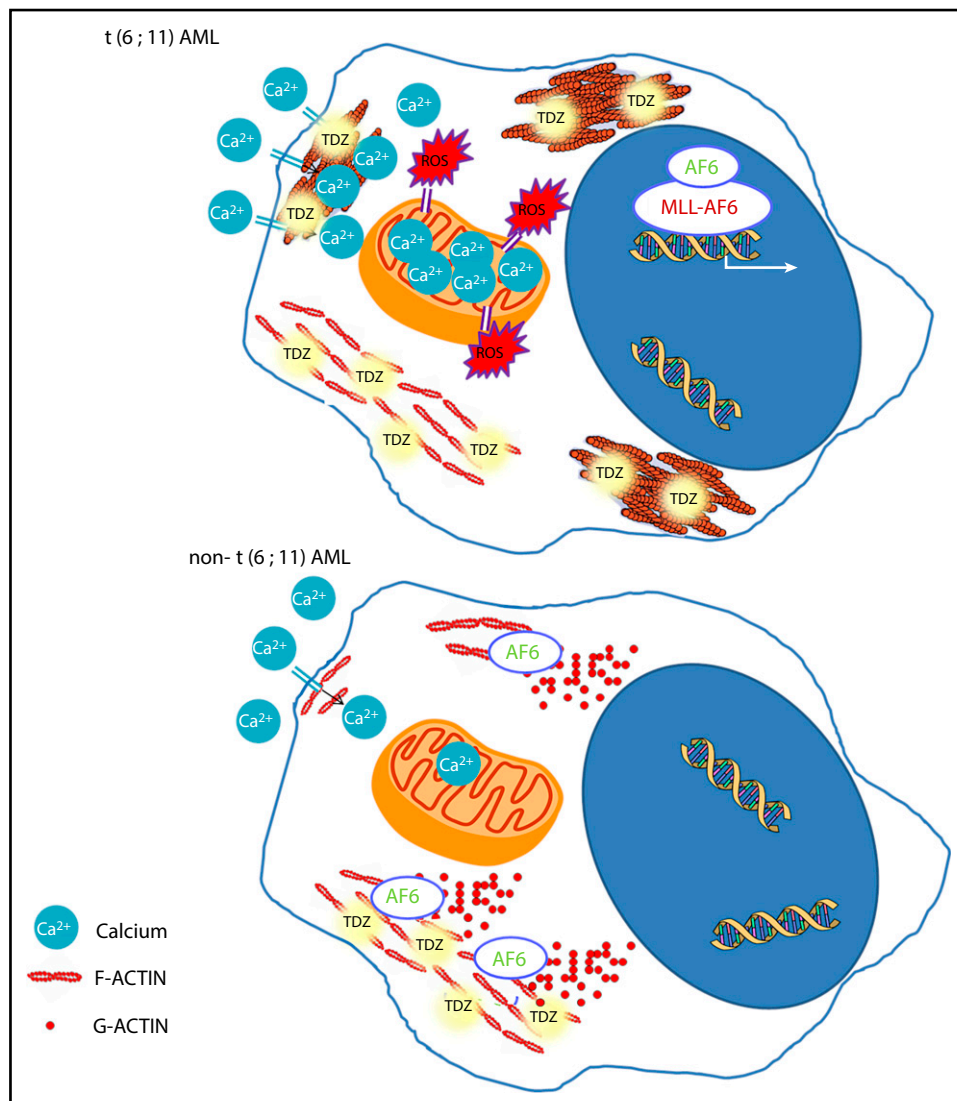 t (6 ; 11) AML
Ca2+
Ca2+
TDZ
TDZ
TDZ
Ca2+
TDZ
Ca2+
ROS
Ca2+
AF6
Ca2+
ROS
MLL-AF6
TDZ
Ca2+
Ca2+
Ca2+
Ca2+
Ca2+
Ca2+
Ca2+
ROS
TDZ
TDZ
TDZ
TDZ
TDZ
TDZ
non- t (6 ; 11) AML
Ca2+
Ca2+
AF6
Ca2+
Ca2+
Ca2+
AF6
TDZ
TDZ
AF6
TDZ
TDZ
Ca2+ Calcium
F-ACTIN
G-ACTIN